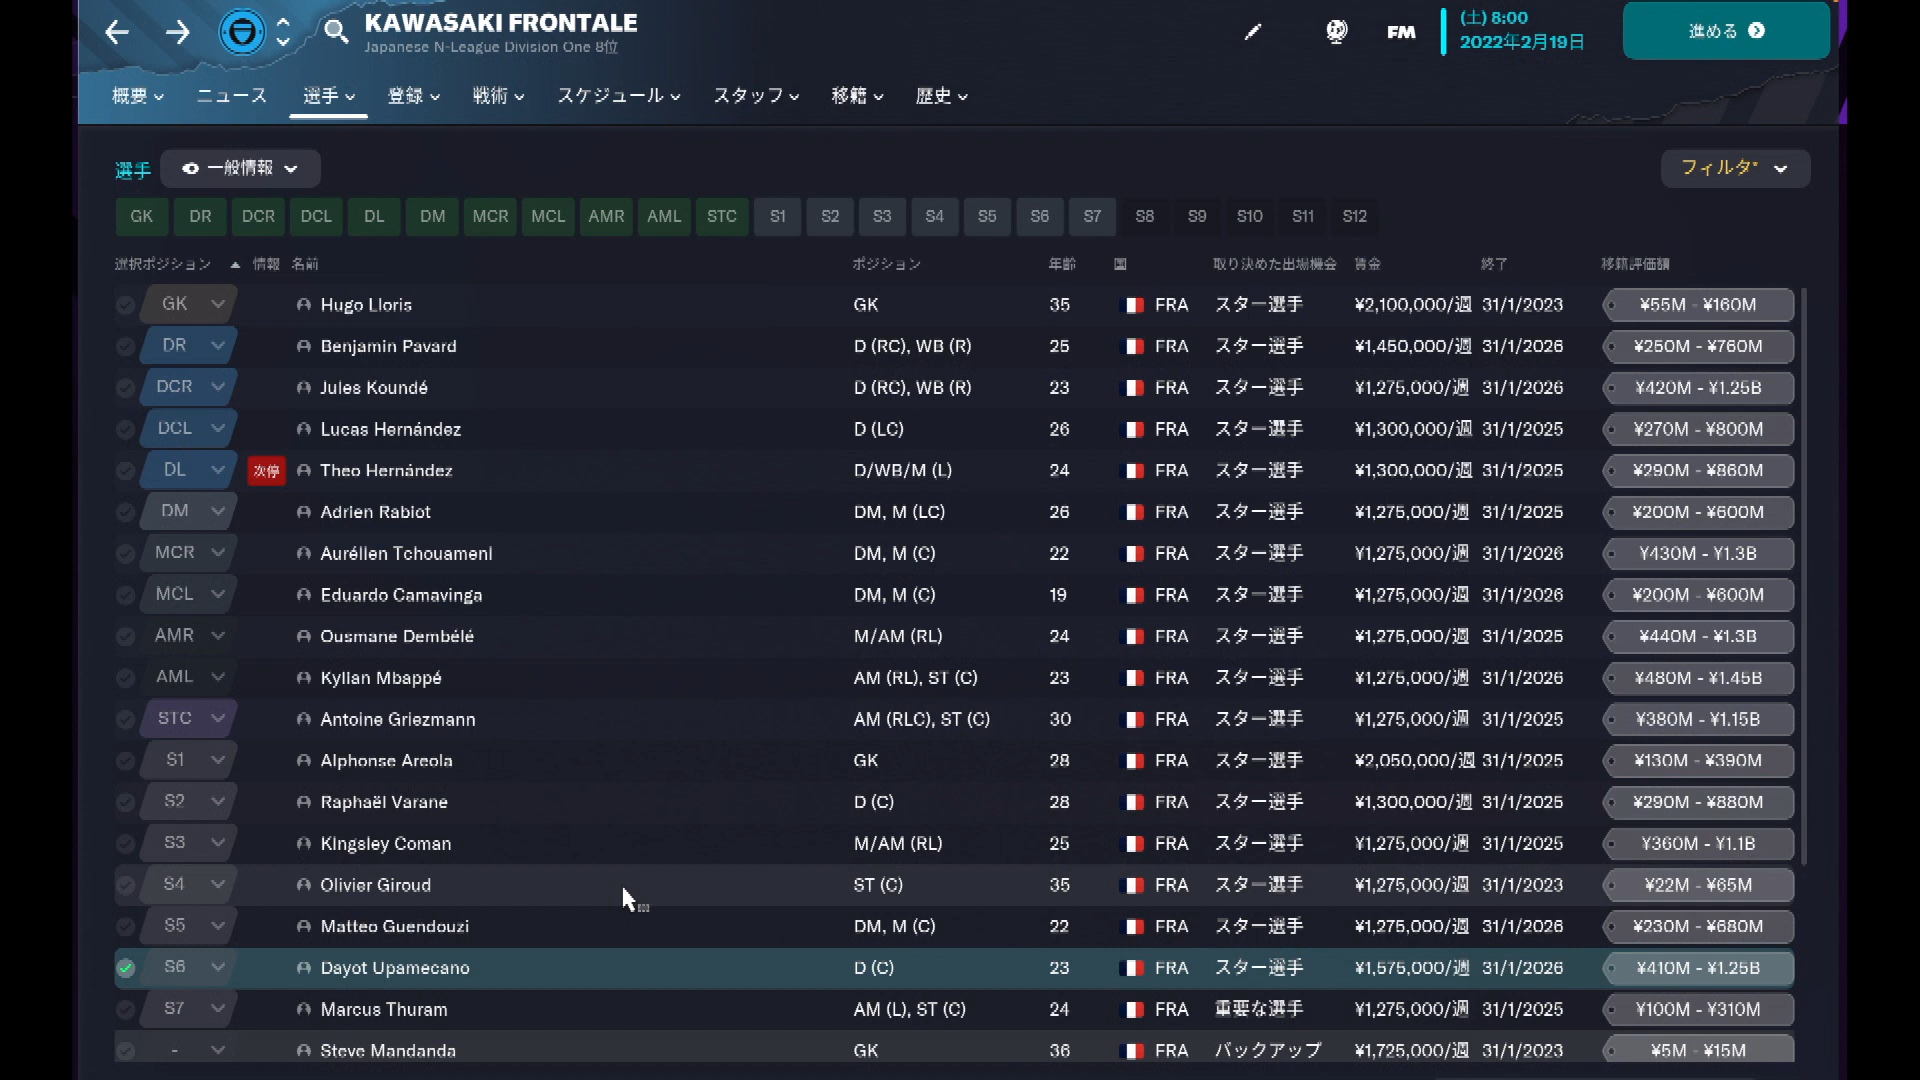 KAWASAKI FRONTALE
Japanese N-League Division One 8位
FM
(土) 8:00
2022年2月19日
進める
概要 ニュース 選手 登録 戦術 スケジュール スタッフ 移籍 歴史
選手 一般情報 フィルタ*
GK DR DCR DCL DL DM MCR MCL AMR AML STC S1 S2 S3 S4 S5 S6 S7 S8 S9 S10 S11 S12
選択ポジション 情報 名前 ポジション 年齢 国 取り決めた出場機会 賃金 終了 移籍評価額
GK Hugo Lloris GK 35 FRA スター選手 ¥2,100,000/週 31/1/2023 ¥55M - ¥160M
DR Benjamin Pavard D (RC), WB (R) 25 FRA スター選手 ¥1,450,000/週 31/1/2026 ¥250M - ¥760M
DCR Jules Koundé D (RC), WB (R) 23 FRA スター選手 ¥1,275,000/週 31/1/2026 ¥420M - ¥1.25B
DCL Lucas Hernández D (LC) 26 FRA スター選手 ¥1,300,000/週 31/1/2025 ¥270M - ¥800M
DL 次停 Theo Hernández D/WB/M (L) 24 FRA スター選手 ¥1,300,000/週 31/1/2025 ¥290M - ¥860M
DM Adrien Rabiot DM, M (LC) 26 FRA スター選手 ¥1,275,000/週 31/1/2025 ¥200M - ¥600M
MCR Aurélien Tchouameni DM, M (C) 22 FRA スター選手 ¥1,275,000/週 31/1/2026 ¥430M - ¥1.3B
MCL Eduardo Camavinga DM, M (C) 19 FRA スター選手 ¥1,275,000/週 31/1/2026 ¥200M - ¥600M
AMR Ousmane Dembélé M/AM (RL) 24 FRA スター選手 ¥1,275,000/週 31/1/2025 ¥440M - ¥1.3B
AML Kylian Mbappé AM (RL), ST (C) 23 FRA スター選手 ¥1,275,000/週 31/1/2026 ¥480M - ¥1.45B
STC Antoine Griezmann AM (RLC), ST (C) 30 FRA スター選手 ¥1,275,000/週 31/1/2025 ¥380M - ¥1.15B
S1 Alphonse Areola GK 28 FRA スター選手 ¥2,050,000/週 31/1/2025 ¥130M - ¥390M
S2 Raphaël Varane D (C) 28 FRA スター選手 ¥1,300,000/週 31/1/2025 ¥290M - ¥880M
S3 Kingsley Coman M/AM (RL) 25 FRA スター選手 ¥1,275,000/週 31/1/2025 ¥360M - ¥1.1B
S4 Olivier Giroud ST (C) 35 FRA スター選手 ¥1,275,000/週 31/1/2023 ¥22M - ¥65M
S5 Matteo Guendouzi DM, M (C) 22 FRA スター選手 ¥1,275,000/週 31/1/2026 ¥230M - ¥680M
S6 Dayot Upamecano D (C) 23 FRA スター選手 ¥1,575,000/週 31/1/2026 ¥410M - ¥1.25B
S7 Marcus Thuram AM (L), ST (C) 24 FRA 重要な選手 ¥1,275,000/週 31/1/2025 ¥100M - ¥310M
- Steve Mandanda GK 36 FRA バックアップ ¥1,725,000/週 31/1/2023 ¥5M - ¥15M